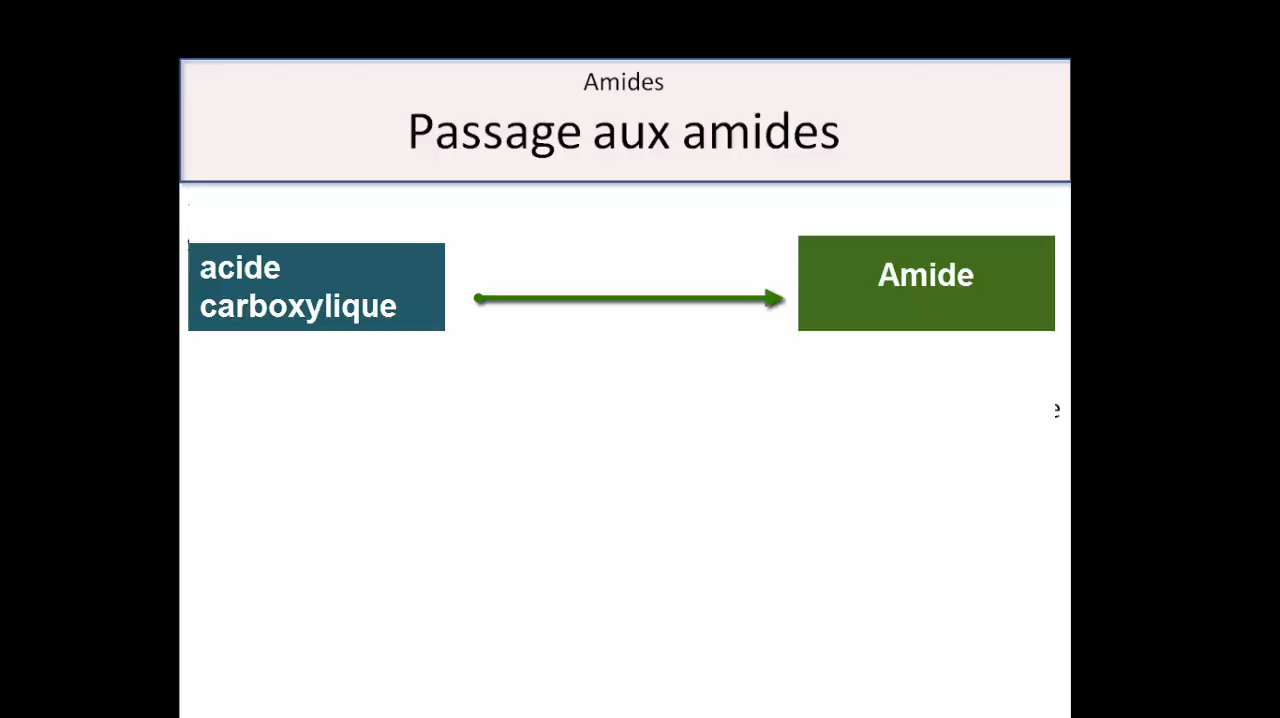 Amides
Passage aux amides
acide
carboxylique
Amide
e